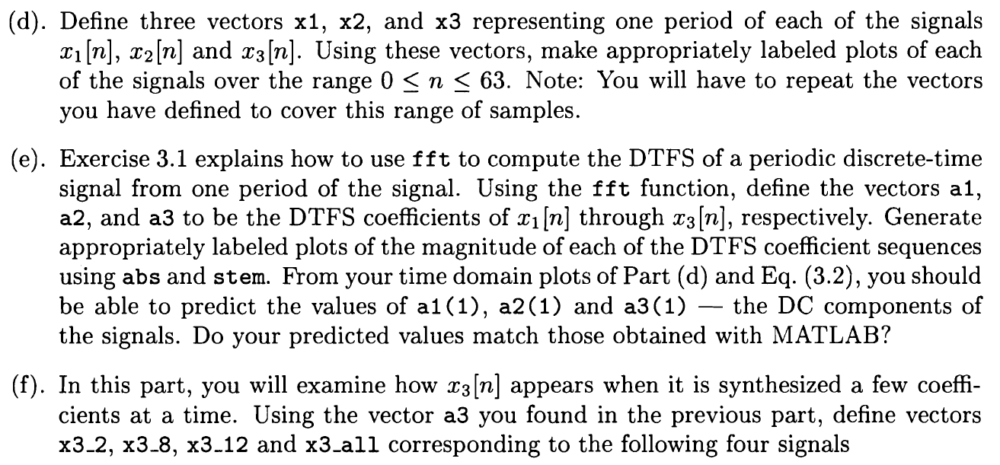 (d). Define three vectors x1, x2, and x3 representing one period of each of the signals
x₁[n], x₂[n] and x₃[n]. Using these vectors, make appropriately labeled plots of each
of the signals over the range 0 ≤ n ≤ 63. Note: You will have to repeat the vectors
you have defined to cover this range of samples.
(e). Exercise 3.1 explains how to use fft to compute the DTFS of a periodic discrete-time
signal from one period of the signal. Using the fft function, define the vectors a1,
a2, and a3 to be the DTFS coefficients of x₁[n] through x₃[n], respectively. Generate
appropriately labeled plots of the magnitude of each of the DTFS coefficient sequences
using abs and stem. From your time domain plots of Part (d) and Eq. (3.2), you should
be able to predict the values of a1(1), a2(1) and a3(1) — the DC components of
the signals. Do your predicted values match those obtained with MATLAB?
(f). In this part, you will examine how x₃[n] appears when it is synthesized a few coeffi-
cients at a time. Using the vector a3 you found in the previous part, define vectors
x3_2, x3_8, x3_12 and x3_all corresponding to the following four signals